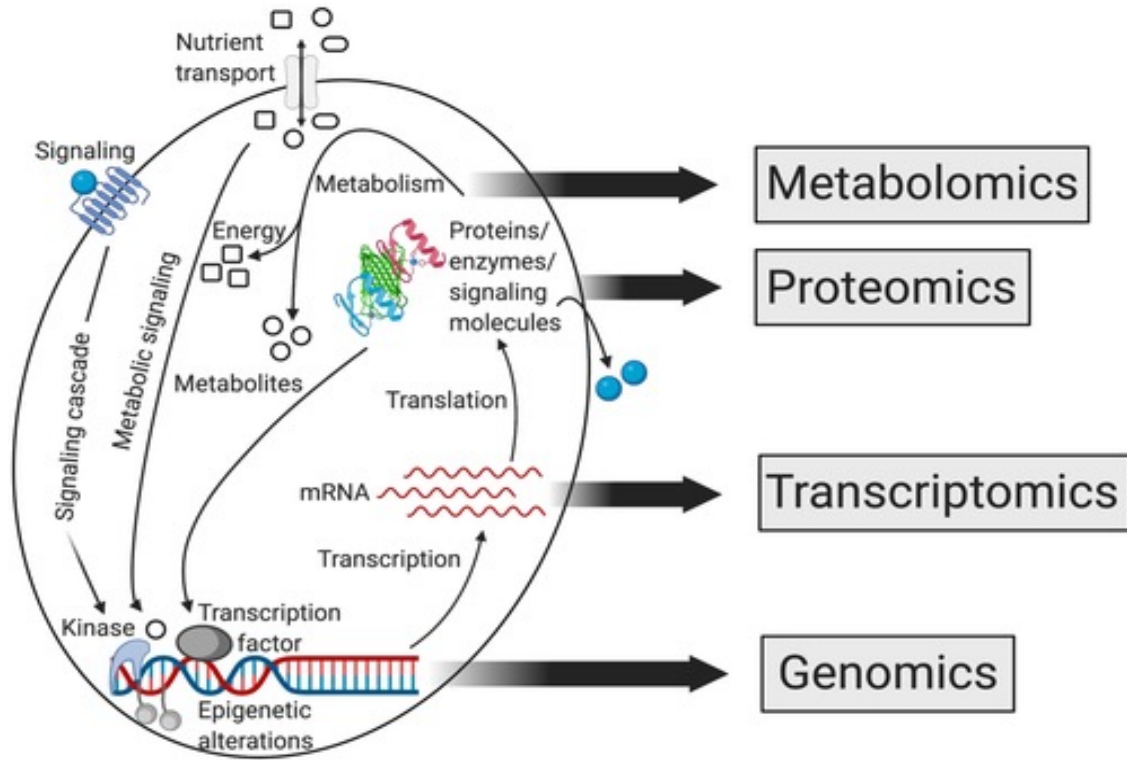 Nutrient
transport
Signaling
Metabolism
Energy
Proteins/
enzymes/
signaling
molecules
Metabolic signaling
Signaling cascade
Metabolites
Translation
mRNA
Transcription
Kinase
Transcription
factor
Epigenetic
alterations
Metabolomics
Proteomics
Transcriptomics
Genomics